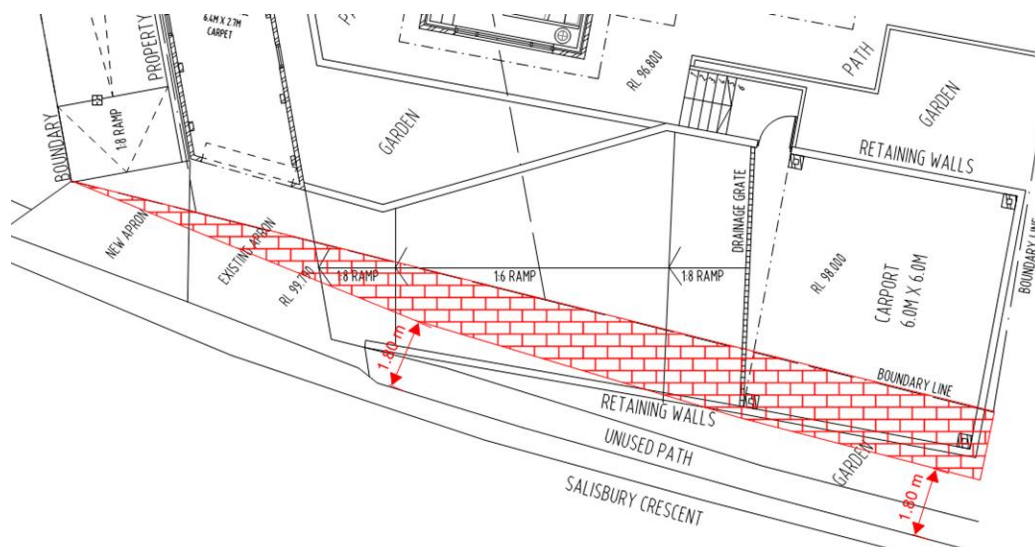 6.4M X 2.7M
CARPET
PATH
PROPERTY
BOUNDARY
1:8 RAMP
GARDEN
RL 96.800
PATH
GARDEN
RETAINING WALLS
DRAINAGE GRATE
BOUNDARY LINE
NEW APRON
EXISTING APRON
RL 99.700
1:8 RAMP
1:6 RAMP
1:8 RAMP
RL 98.000
CARPORT
6.0M X 6.0M
BOUNDARY LINE
1.80 m
RETAINING WALLS
UNUSED PATH
GARDEN
SALISBURY CRESCENT
1.80 m